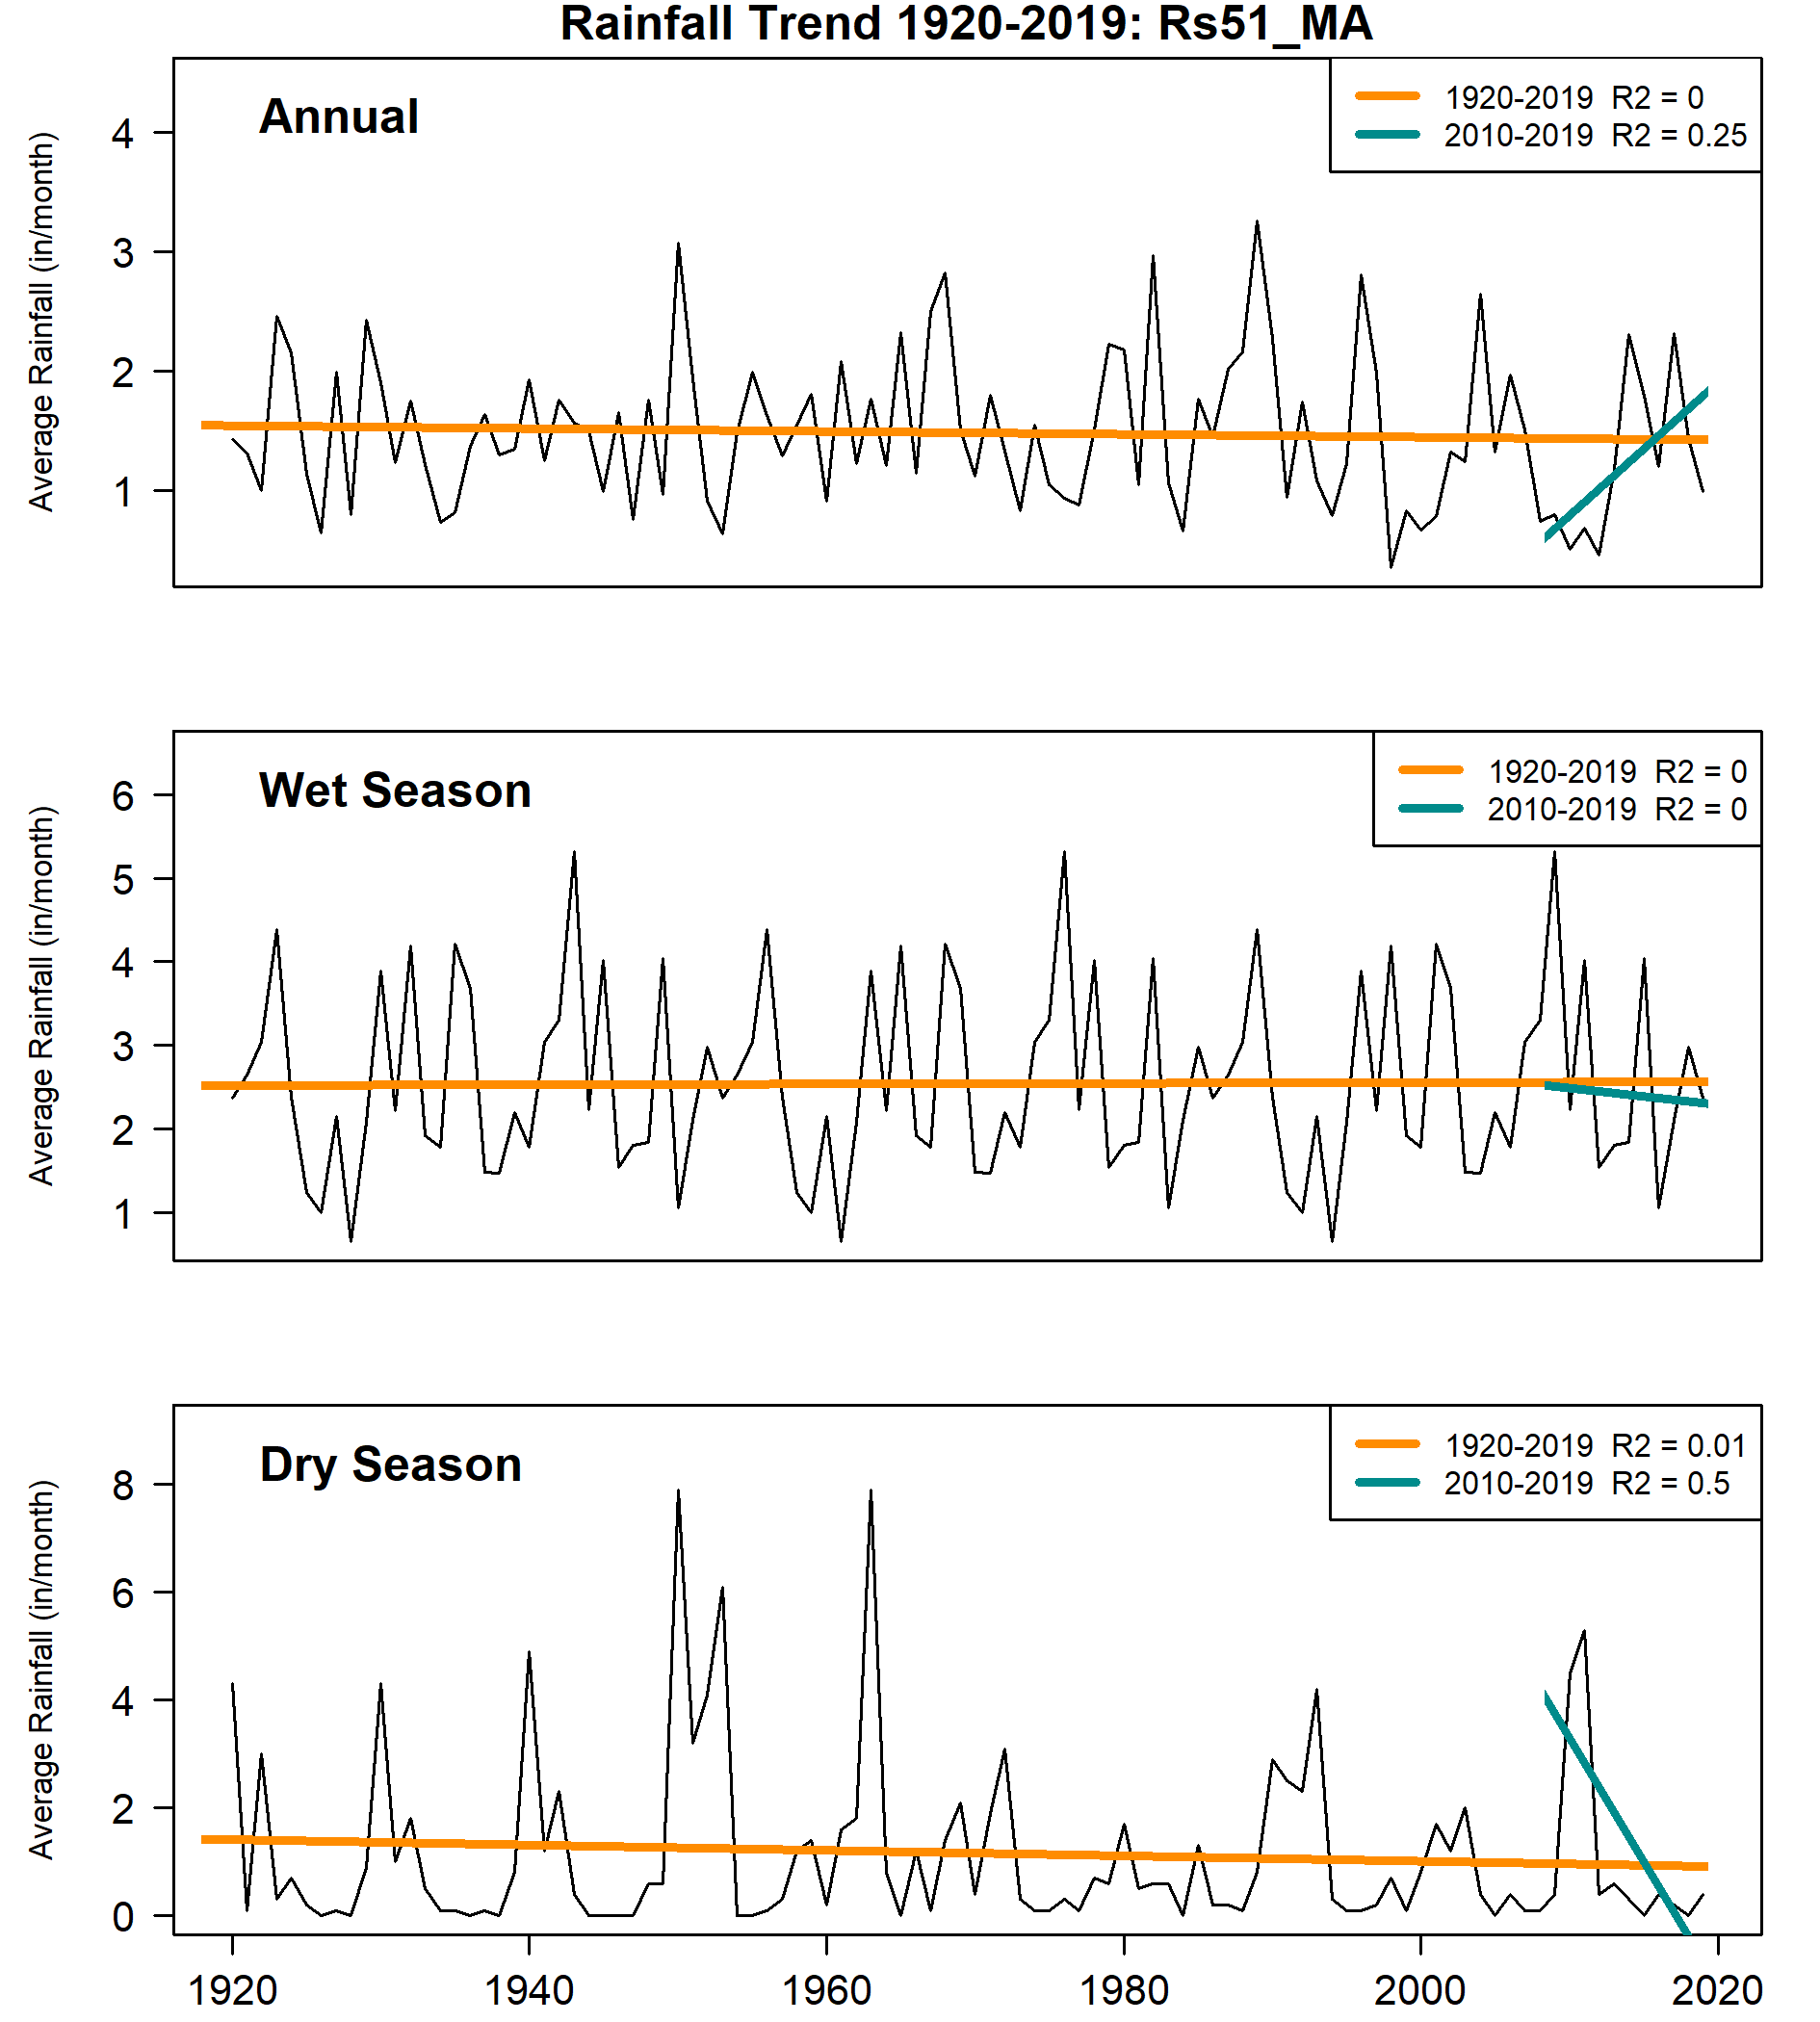 Rainfall Trend 1920-2019: Rs51_MA
Annual
1920-2019 R2 = 0
2010-2019 R2 = 0.25
Average Rainfall (in/month)
4
3
2
1
Wet Season
1920-2019 R2 = 0
2010-2019 R2 = 0
Average Rainfall (in/month)
6
5
4
3
2
1
Dry Season
1920-2019 R2 = 0.01
2010-2019 R2 = 0.5
Average Rainfall (in/month)
8
6
4
2
0
1920 1940 1960 1980 2000 2020